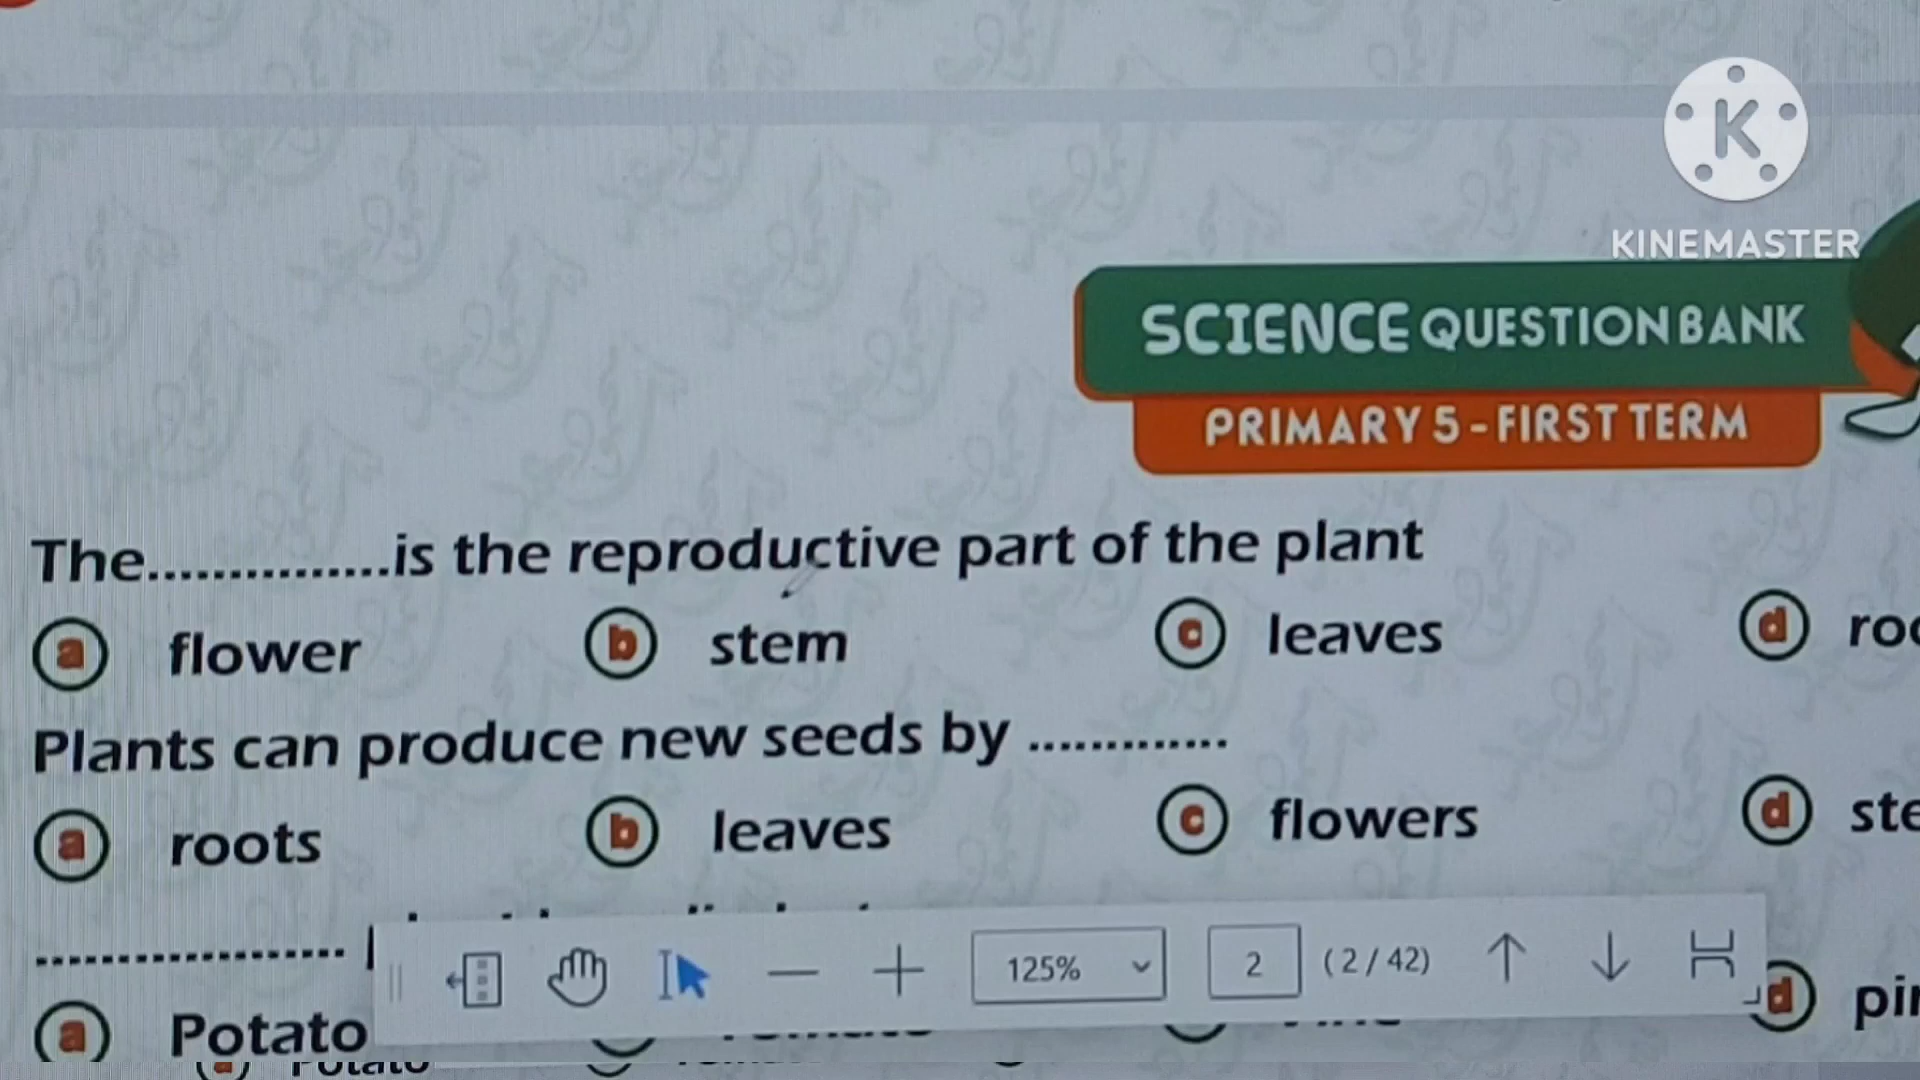 K
KINEMASTER
SCIENCE QUESTION BANK
PRIMARY 5 - FIRST TERM
The...............is the reproductive part of the plant
a flower b stem c leaves d
Plants can produce new seeds by .............
a roots b leaves c flowers d
...................
125% 2 (2 / 42)
a Potato d
a Potato